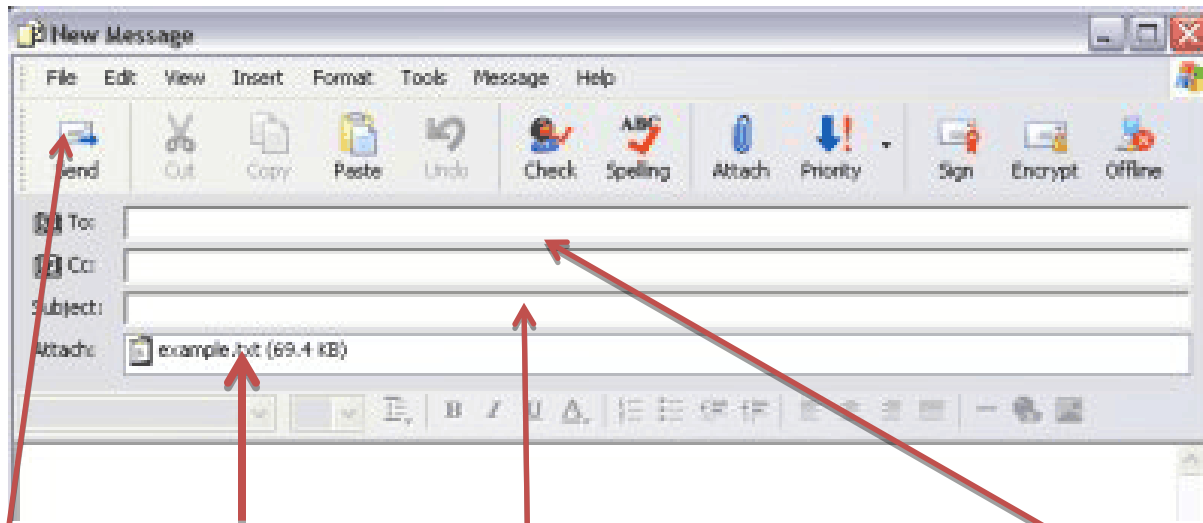 New Message
File Edit View Insert Format Tools Message Help
Send Cut Copy Paste Undo Check Spelling Attach Priority Sign Encrypt Offline
To:
Cc:
Subject:
Attach: example.txt (69.4 KB)
B I U A